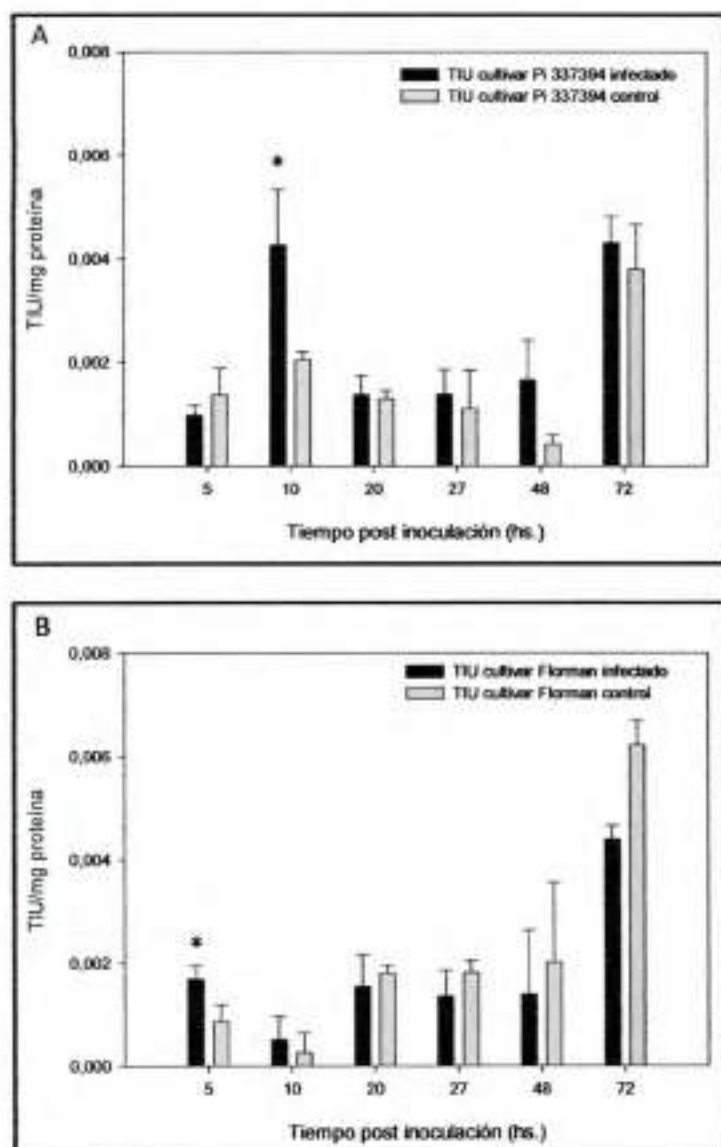 A
0,008
TIU cultivar Pi 337394 infectado
TIU cultivar Pi 337394 control
0,006
*
0,004
0,002
0,000
TIU/mg proteína
5 10 20 27 48 72
Tiempo post inoculación (hs.)
B
0,008
TIU cultivar Florman infectado
TIU cultivar Florman control
0,006
0,004
*
0,002
0,000
TIU/mg proteína
5 10 20 27 48 72
Tiempo post inoculación (hs.)